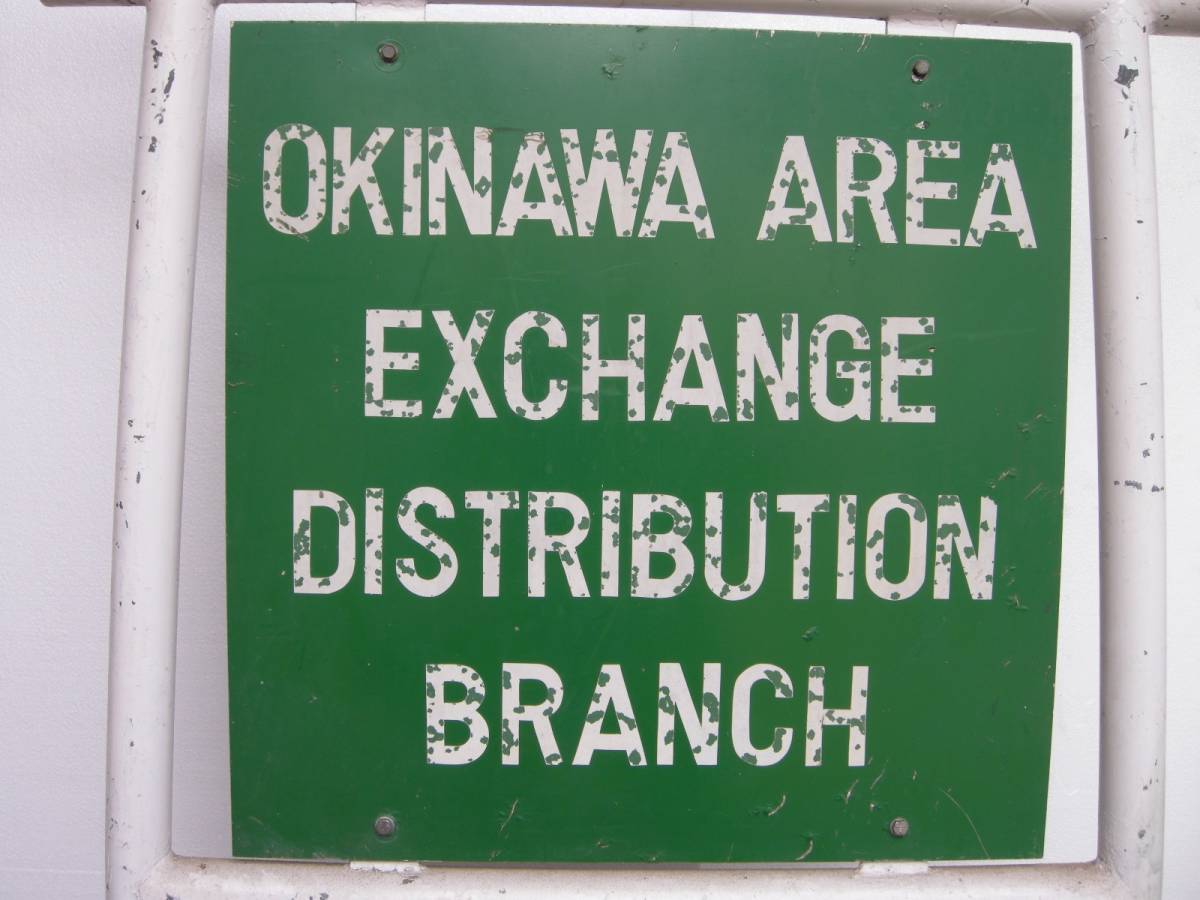 OKINAWA AREA
EXCHANGE
DISTRIBUTION
BRANCH